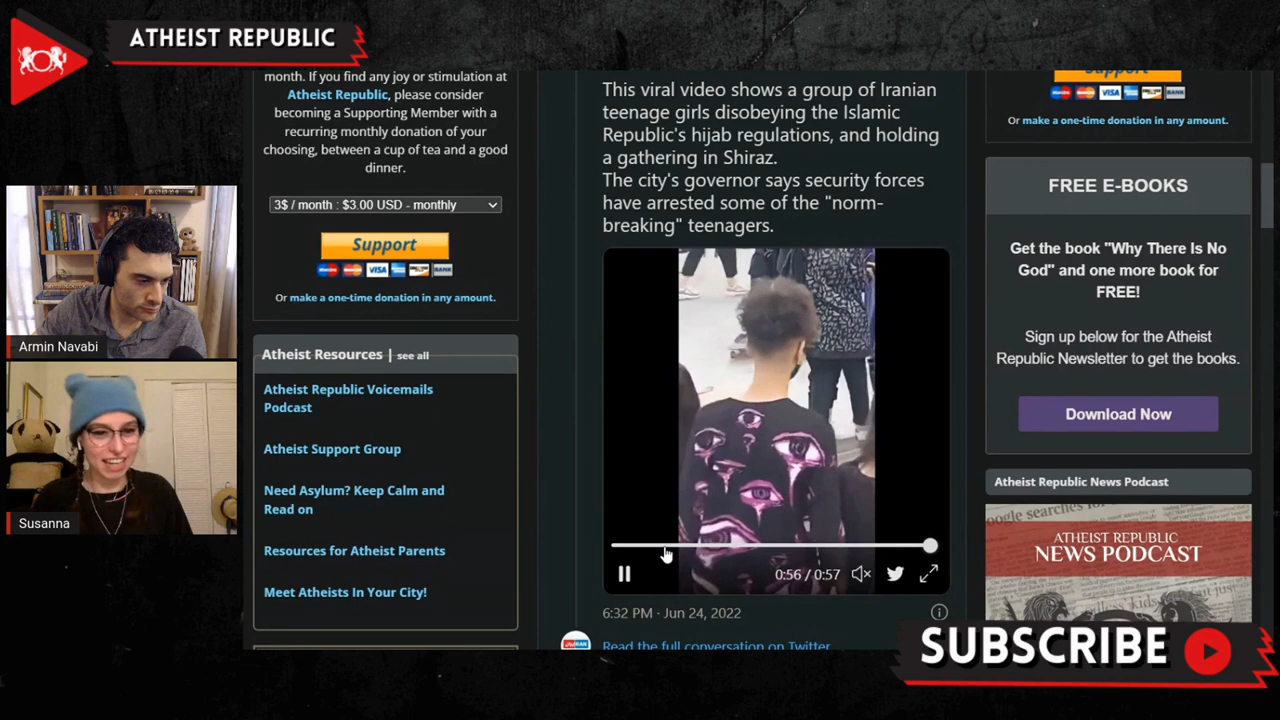 ATHEIST REPUBLIC
month. If you find any joy or stimulation at
Atheist Republic, please consider
becoming a Supporting Member with a
recurring monthly donation of your
choosing, between a cup of tea and a good
dinner.
3$ / month : $3.00 USD - monthly
Support
VISA
BANK
Or make a one-time donation in any amount.
Atheist Resources | see all
Atheist Republic Voicemails
Podcast
Atheist Support Group
Need Asylum? Keep Calm and
Read on
Resources for Atheist Parents
Meet Atheists In Your City!
Armin Navabi
Susanna
This viral video shows a group of Iranian
teenage girls disobeying the Islamic
Republic's hijab regulations, and holding
a gathering in Shiraz.
The city's governor says security forces
have arrested some of the "norm-
breaking" teenagers.
0:56 / 0:57
6:32 PM · Jun 24, 2022
Read the full conversation on Twitter
Support
VISA
BANK
Or make a one-time donation in any amount.
FREE E-BOOKS
Get the book "Why There Is No
God" and one more book for
FREE!
Sign up below for the Atheist
Republic Newsletter to get the books.
Download Now
Atheist Republic News Podcast
ATHEIST REPUBLIC
NEWS PODCAST
SUBSCRIBE